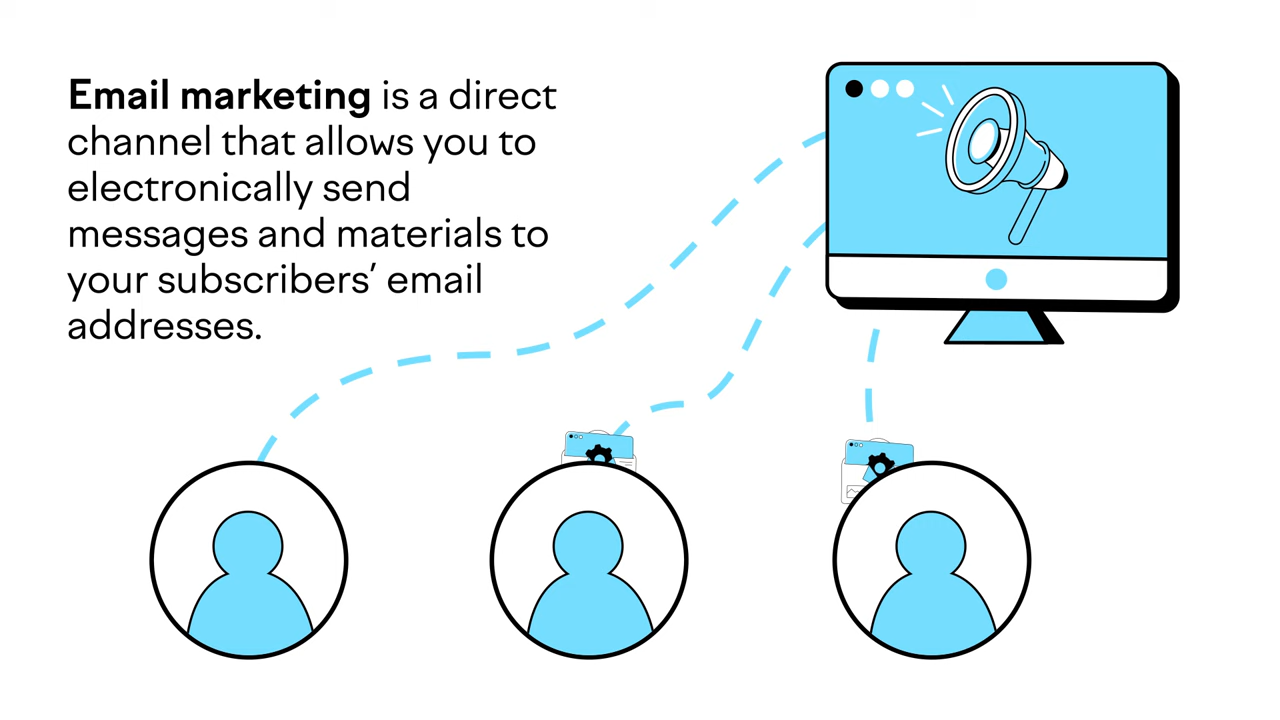 Email marketing is a direct
channel that allows you to
electronically send
messages and materials to
your subscribers’ email
addresses.